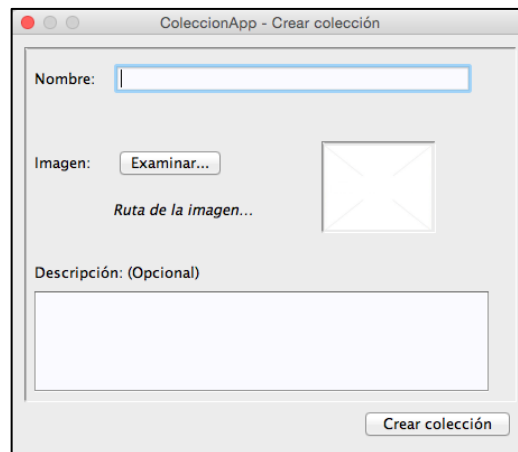 ColeccionApp - Crear colección
Nombre:
Imagen:
Examinar...
Ruta de la imagen...
Descripción: (Opcional)
Crear colección